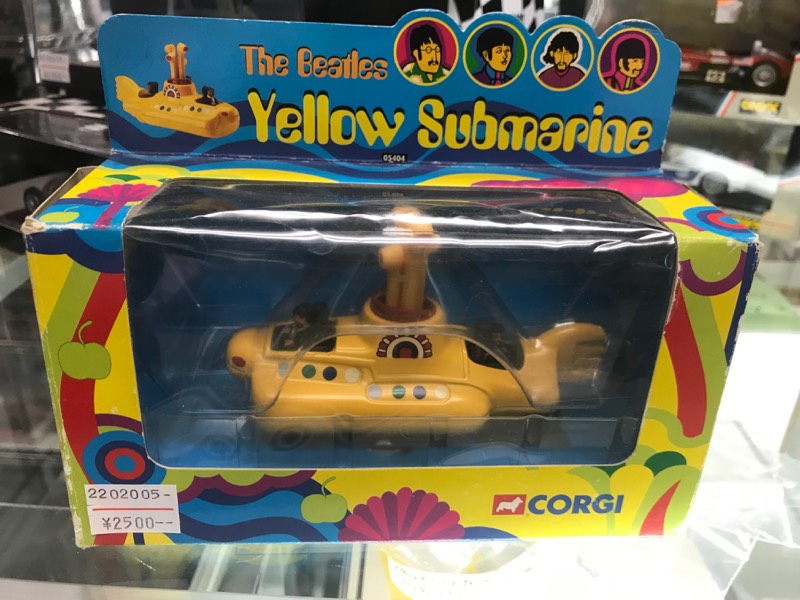 The Beatles
Yellow Submarine
05404
CORGI
2202005-
¥2500--